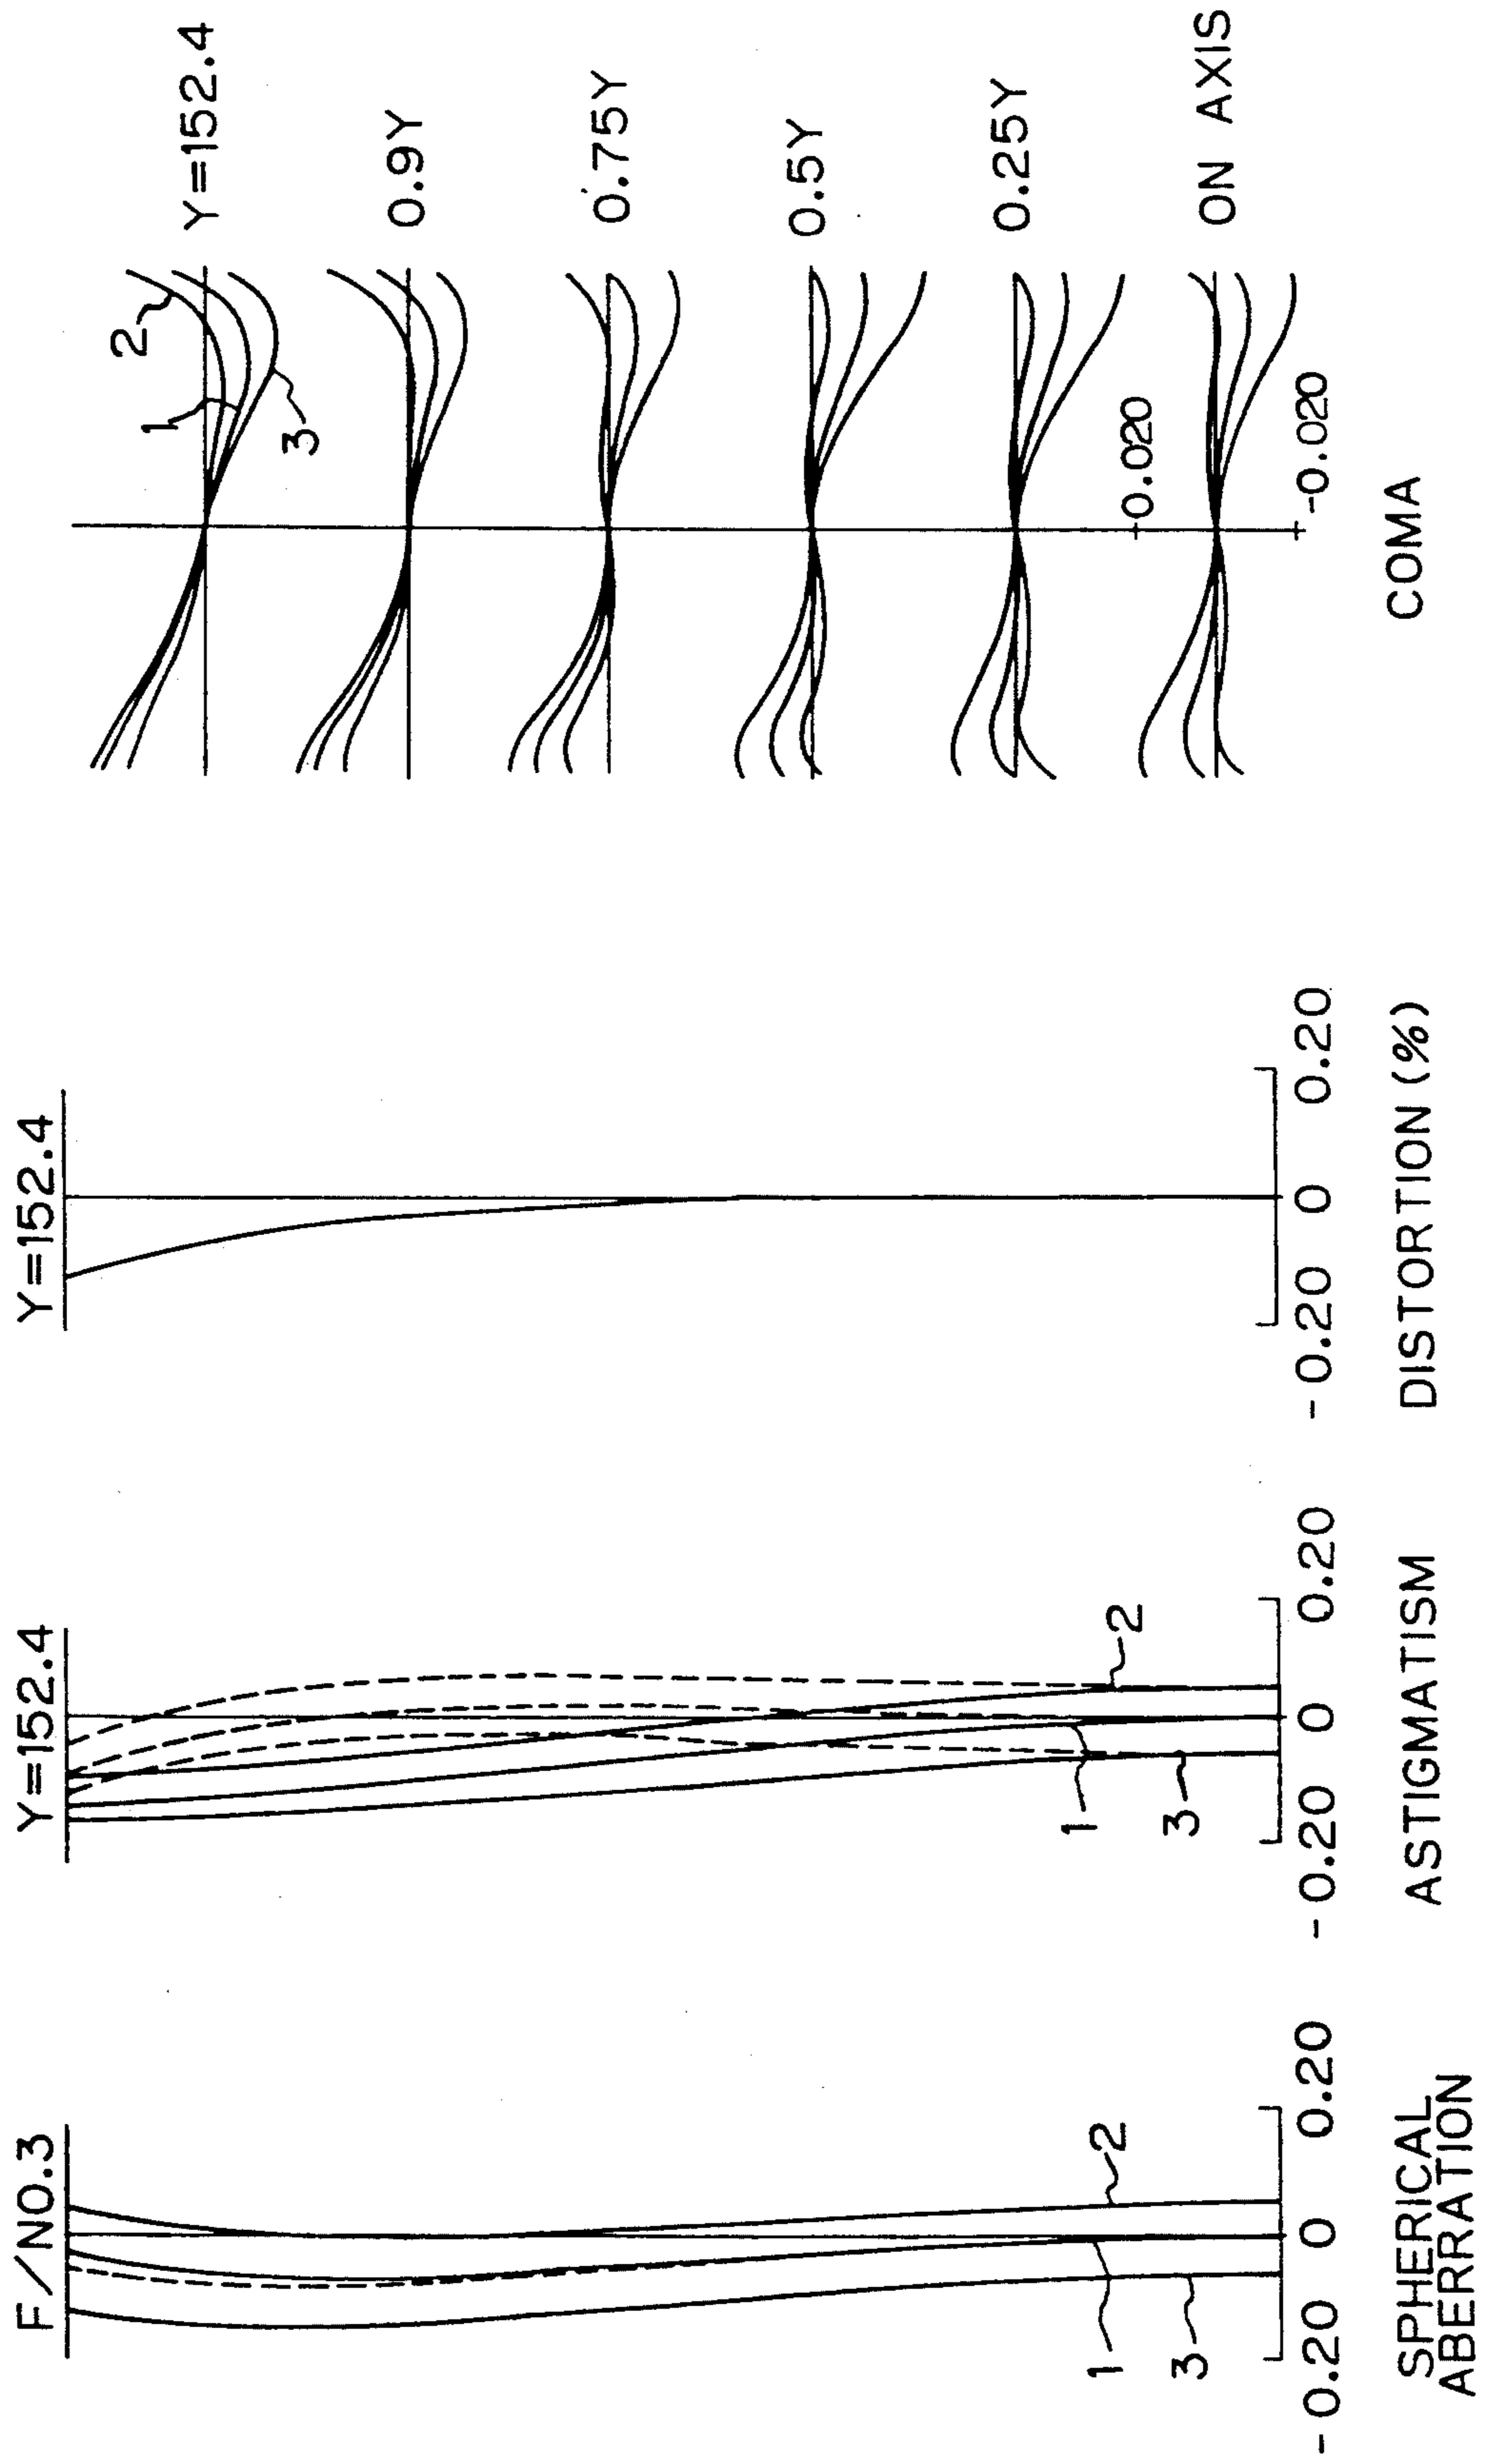 F/NO.3
1
2
3
-0.20
0
0.20
SPHERICAL
ABERRATION
Y=152.4
1
2
3
-0.20
0
0.20
ASTIGMATISM
Y=152.4
-0.20
0
0.20
DISTORTION (%)
1
2
3
Y=152.4
0.9Y
0.75Y
0.5Y
0.25Y
0.020
ON AXIS
-0.020
COMA